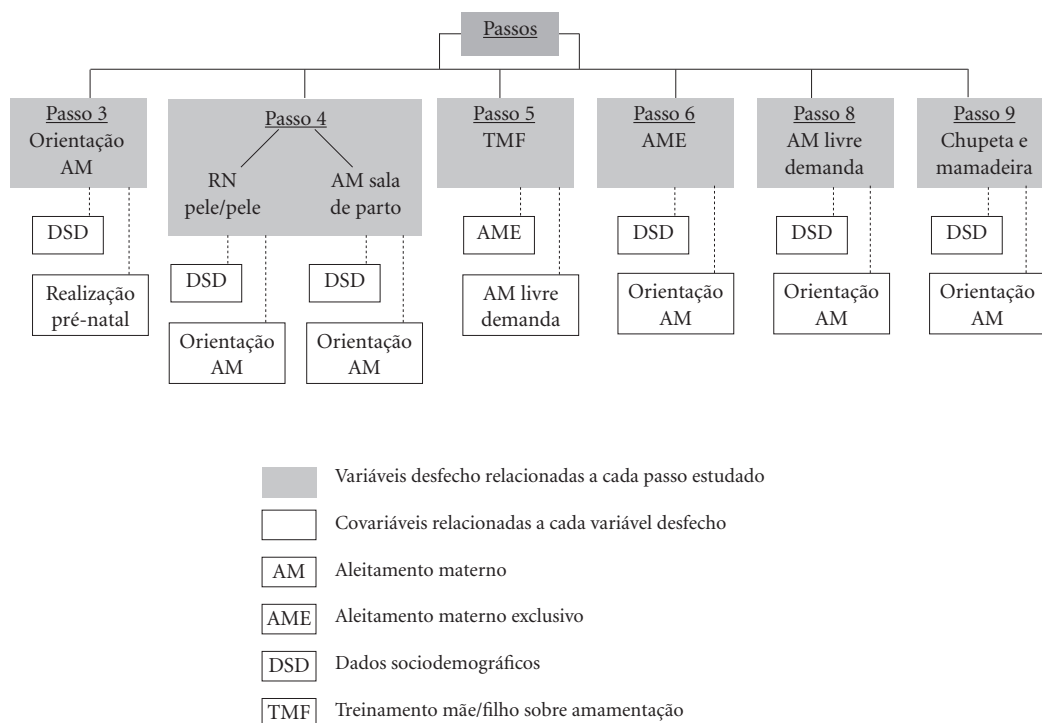 Passos
Passo 3
Orientação
AM
DSD
Realização
pré-natal
Passo 4
RN
pele/pele
DSD
Orientação
AM
AM sala
de parto
DSD
Orientação
AM
Passo 5
TMF
AME
AM livre
demanda
Passo 6
AME
DSD
Orientação
AM
Passo 8
AM livre
demanda
DSD
Orientação
AM
Passo 9
Chupeta e
mamadeira
DSD
Orientação
AM
Variáveis desfecho relacionadas a cada passo estudado
Covariáveis relacionadas a cada variável desfecho
AM Aleitamento materno
AME Aleitamento materno exclusivo
DSD Dados sociodemográficos
TMF Treinamento mãe/filho sobre amamentação